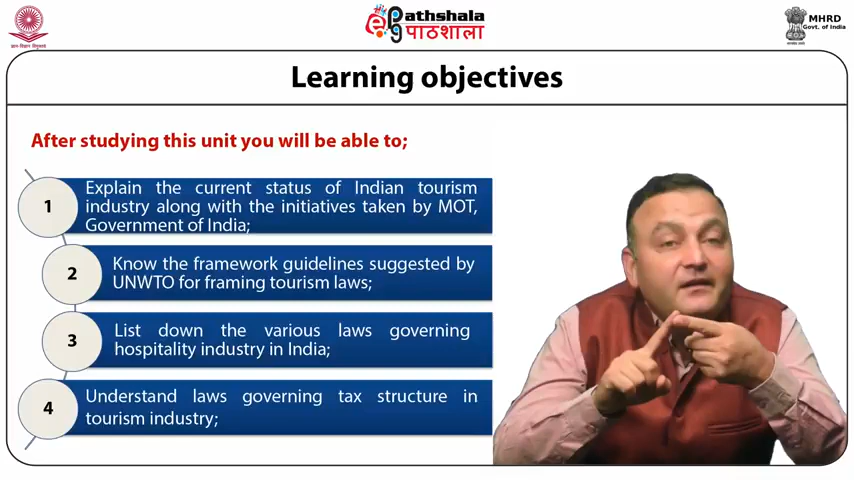 Pathshala
पाठशाला
MHRD
Govt. of India
Learning objectives
After studying this unit you will be able to;
1
Explain the current status of Indian tourism
industry along with the initiatives taken by MOT,
Government of India;
2
Know the framework guidelines suggested by
UNWTO for framing tourism laws;
3
List down the various laws governing
hospitality industry in India;
4
Understand laws governing tax structure in
tourism industry;